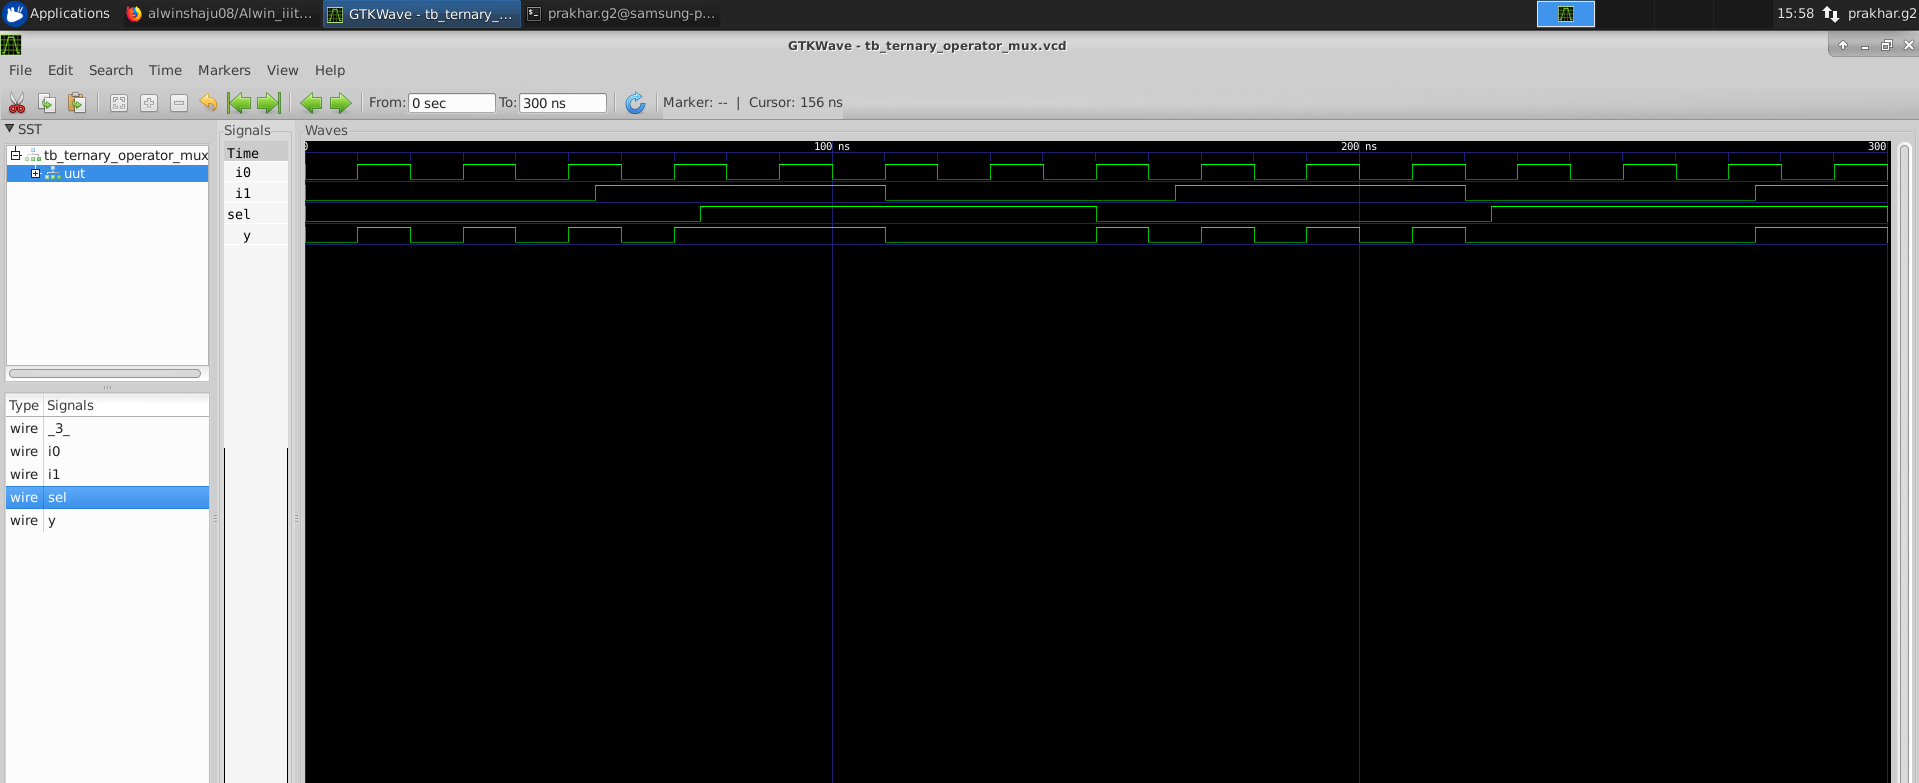 Applications alwinshaju08/Alwin_iiit... GTKWave - tb_ternary_... prakhar.g2@samsung-p... 15:58 prakhar.g2
GTKWave - tb_ternary_operator_mux.vcd
File Edit Search Time Markers View Help
From: 0 sec To: 300 ns Marker: -- | Cursor: 156 ns
SST
Signals
Waves
tb_ternary_operator_mux
uut
Time
i0
i1
sel
y
0 100 ns 200 ns 300
Type Signals
wire _3_
wire i0
wire i1
wire sel
wire y